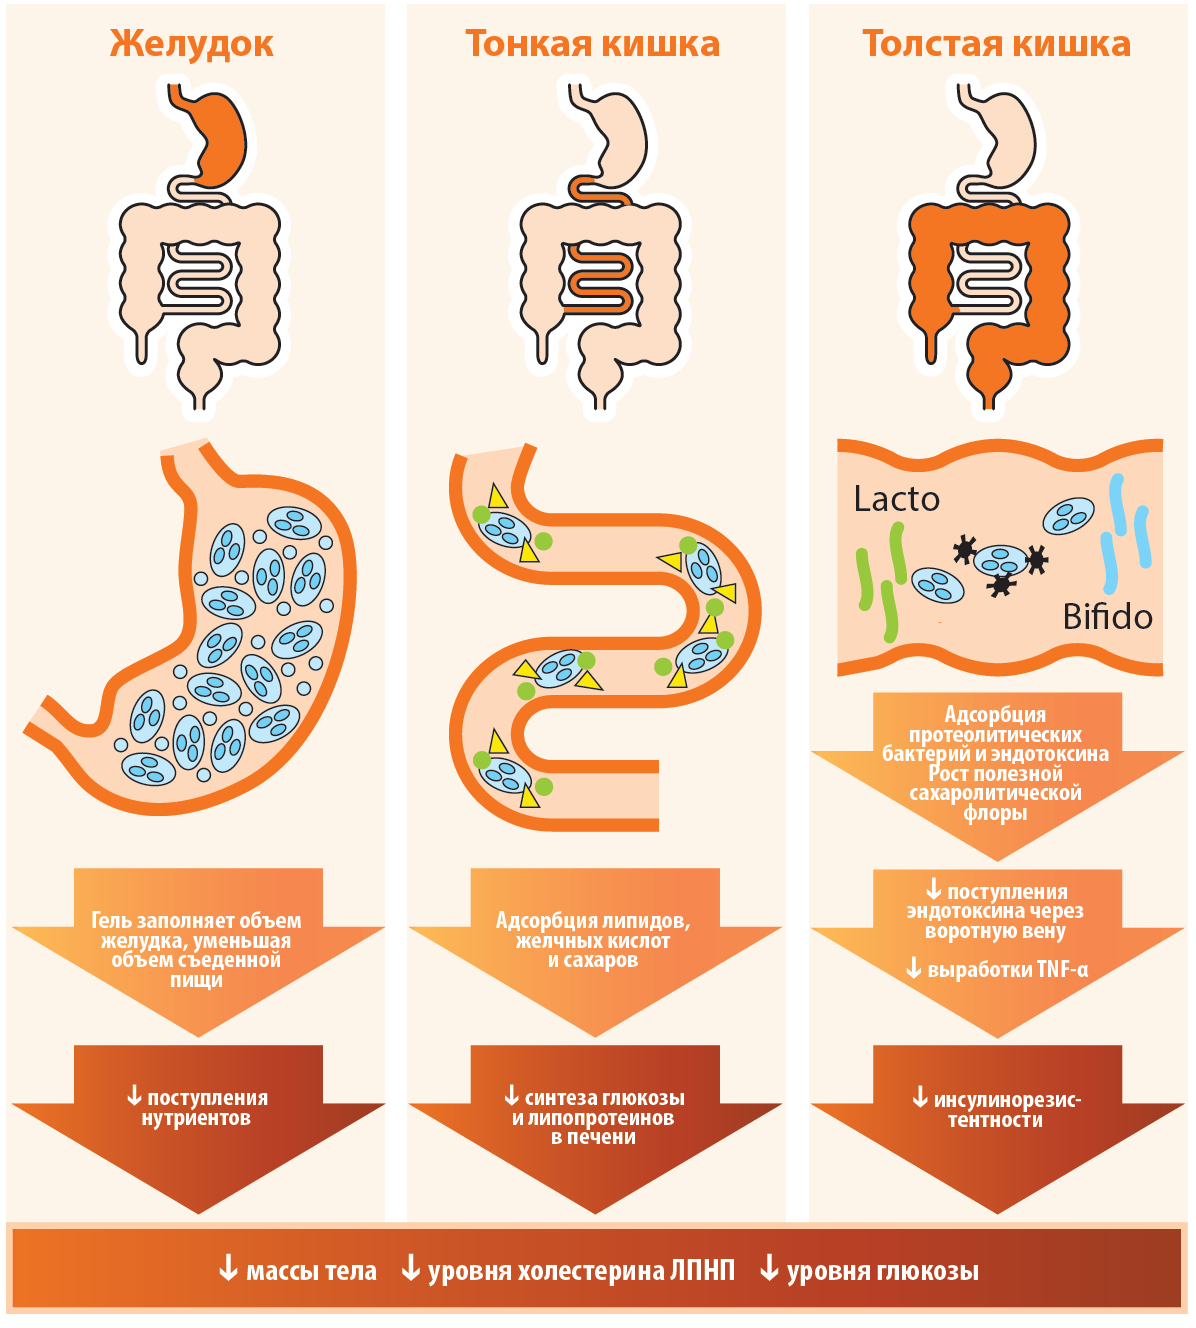 Желудок
Гель заполняет объем
желудка, уменьшая
объем съеденной
пищи
↓ поступления
нутриентов
Тонкая кишка
Адсорбция липидов,
желчных кислот
и сахаров
↓ синтеза глюкозы
и липопротеинов
в печени
Толстая кишка
Lacto
Bifido
Адсорбция
протеолитических
бактерий и эндотоксина
Рост полезной
сахаролитической
флоры
↓ поступления
эндотоксина через
воротную вену
↓ выработки TNF-α
↓ инсулинорезис-
тентности
↓ массы тела ↓ уровня холестерина ЛПНП ↓ уровня глюкозы